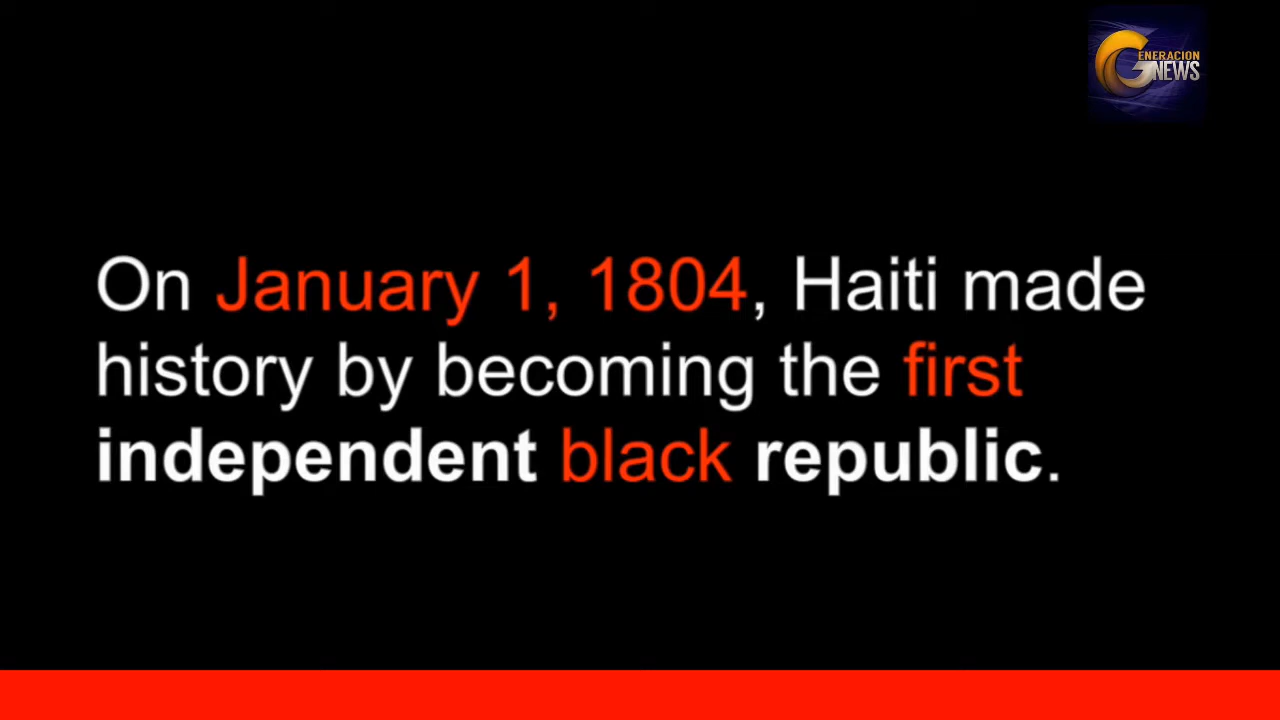 GENERACION
NEWS
On January 1, 1804, Haiti made
history by becoming the first
independent black republic.